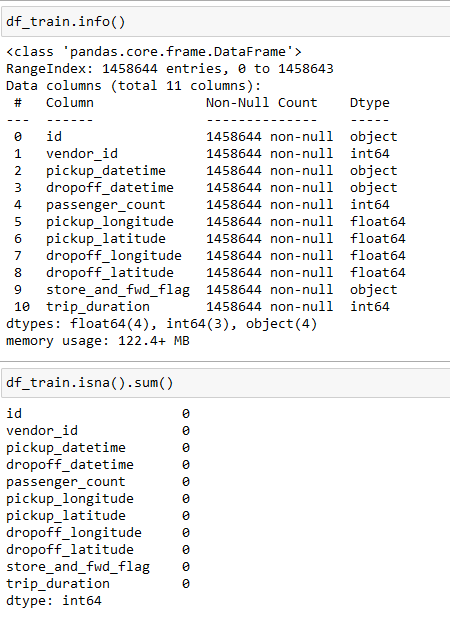 df_train.info()
<class 'pandas.core.frame.DataFrame'>
RangeIndex: 1458644 entries, 0 to 1458643
Data columns (total 11 columns):
 #   Column              Non-Null Count    Dtype
---  ------              --------------    -----
 0   id                  1458644 non-null  object
 1   vendor_id           1458644 non-null  int64
 2   pickup_datetime     1458644 non-null  object
 3   dropoff_datetime    1458644 non-null  object
 4   passenger_count     1458644 non-null  int64
 5   pickup_longitude    1458644 non-null  float64
 6   pickup_latitude     1458644 non-null  float64
 7   dropoff_longitude   1458644 non-null  float64
 8   dropoff_latitude    1458644 non-null  float64
 9   store_and_fwd_flag  1458644 non-null  object
 10  trip_duration       1458644 non-null  int64
dtypes: float64(4), int64(3), object(4)
memory usage: 122.4+ MB
df_train.isna().sum()
id                    0
vendor_id             0
pickup_datetime       0
dropoff_datetime      0
passenger_count       0
pickup_longitude      0
pickup_latitude       0
dropoff_longitude     0
dropoff_latitude      0
store_and_fwd_flag    0
trip_duration         0
dtype: int64